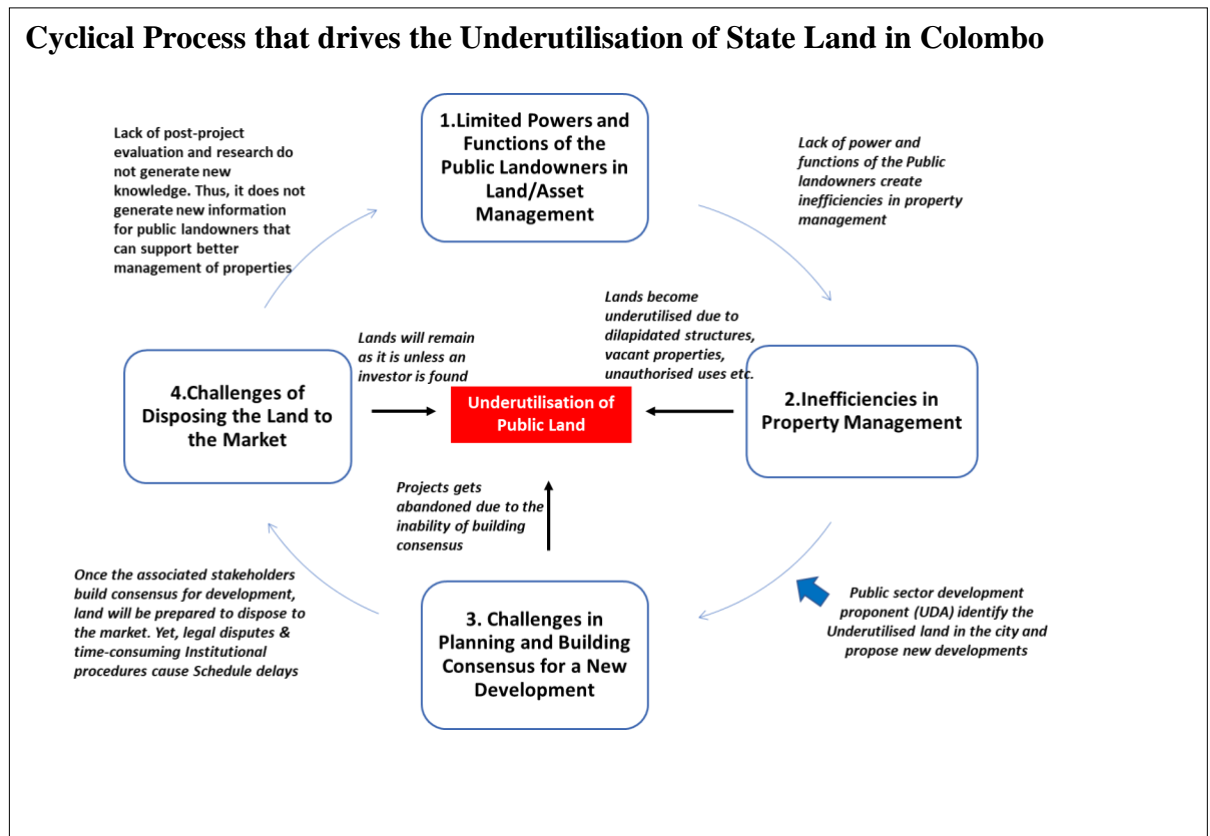 Cyclical Process that drives the Underutilisation of State Land in Colombo
1.Limited Powers and
Functions of the
Public Landowners in
Land/Asset
Management
Lack of post-project
evaluation and research do
not generate new
knowledge. Thus, it does not
generate new information
for public landowners that
can support better
management of properties
Lack of power and
functions of the Public
landowners create
inefficiencies in property
management
Lands will remain
as it is unless an
investor is found
Lands become
underutilised due to
dilapidated structures,
vacant properties,
unauthorised uses etc.
4.Challenges of
Disposing the Land to
the Market
Underutilisation of
Public Land
2.Inefficiencies in
Property Management
Projects gets
abandoned due to the
inability of building
consensus
Once the associated stakeholders
build consensus for development,
land will be prepared to dispose to
the market. Yet, legal disputes &
time-consuming Institutional
procedures cause Schedule delays
3. Challenges in
Planning and Building
Consensus for a New
Development
Public sector development
proponent (UDA) identify the
Underutilised land in the city and
propose new developments